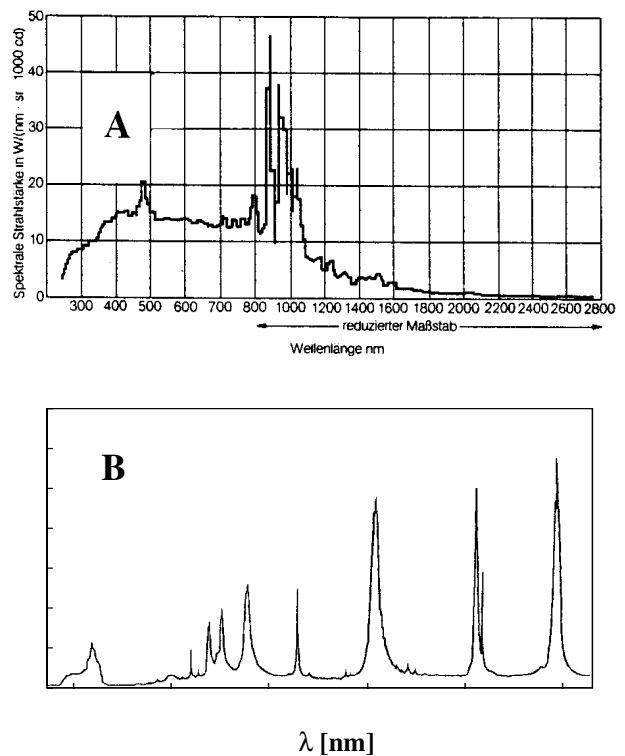 50
40
30
20
10
0
Spektrale Strahlstärke in W/(nm · sr 1000 cd)
A
300 400 500 600 700 800 1000 1200 1400 1600 1800 2000 2200 2400 2600 2800
reduzierter Maßstab
Wellenlänge nm
B
λ [nm]